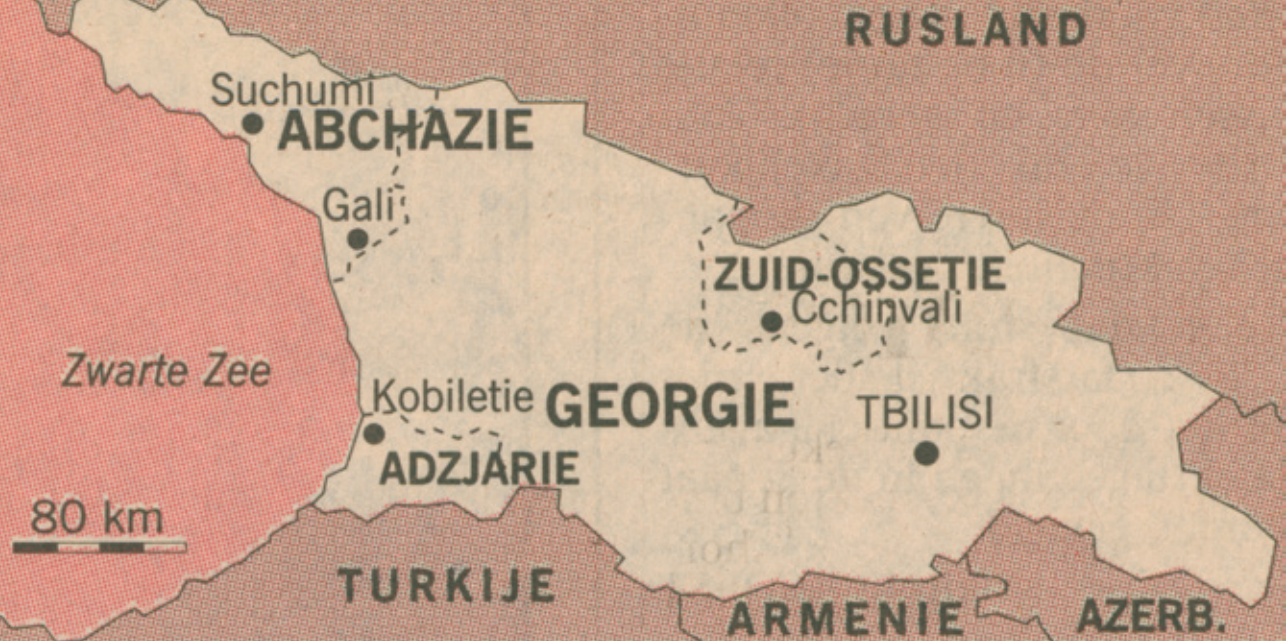 RUSLAND
Suchumi
ABCHAZIE
Gali
ZUID-OSSETIE
Cchinvali
Zwarte Zee
Kobiletie
GEORGIE
TBILISI
ADZJARIE
80 km
TURKIJE
ARMENIE
AZERB.